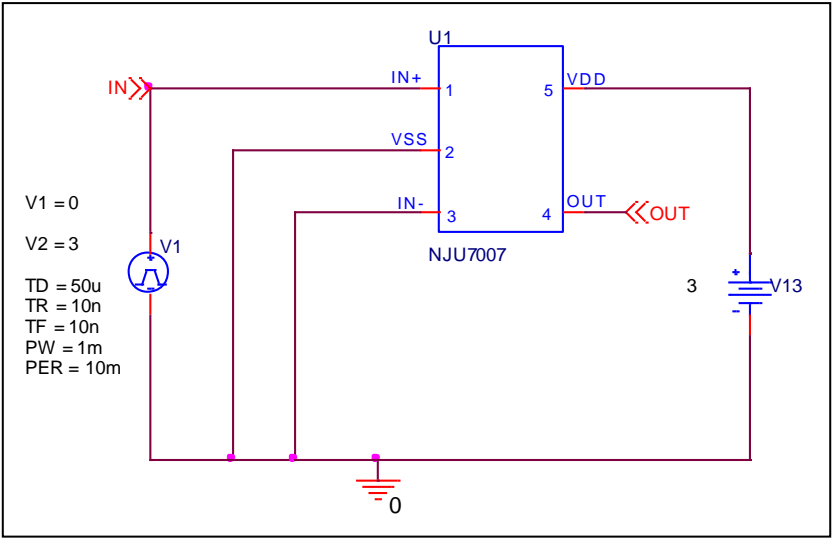 U1
IN
IN+
1
5
VDD
VSS
2
IN-
3
4
OUT
OUT
NJU7007
V1 = 0
V2 = 3
V1
TD = 50u
TR = 10n
TF = 10n
PW = 1m
PER = 10m
3
V13
0